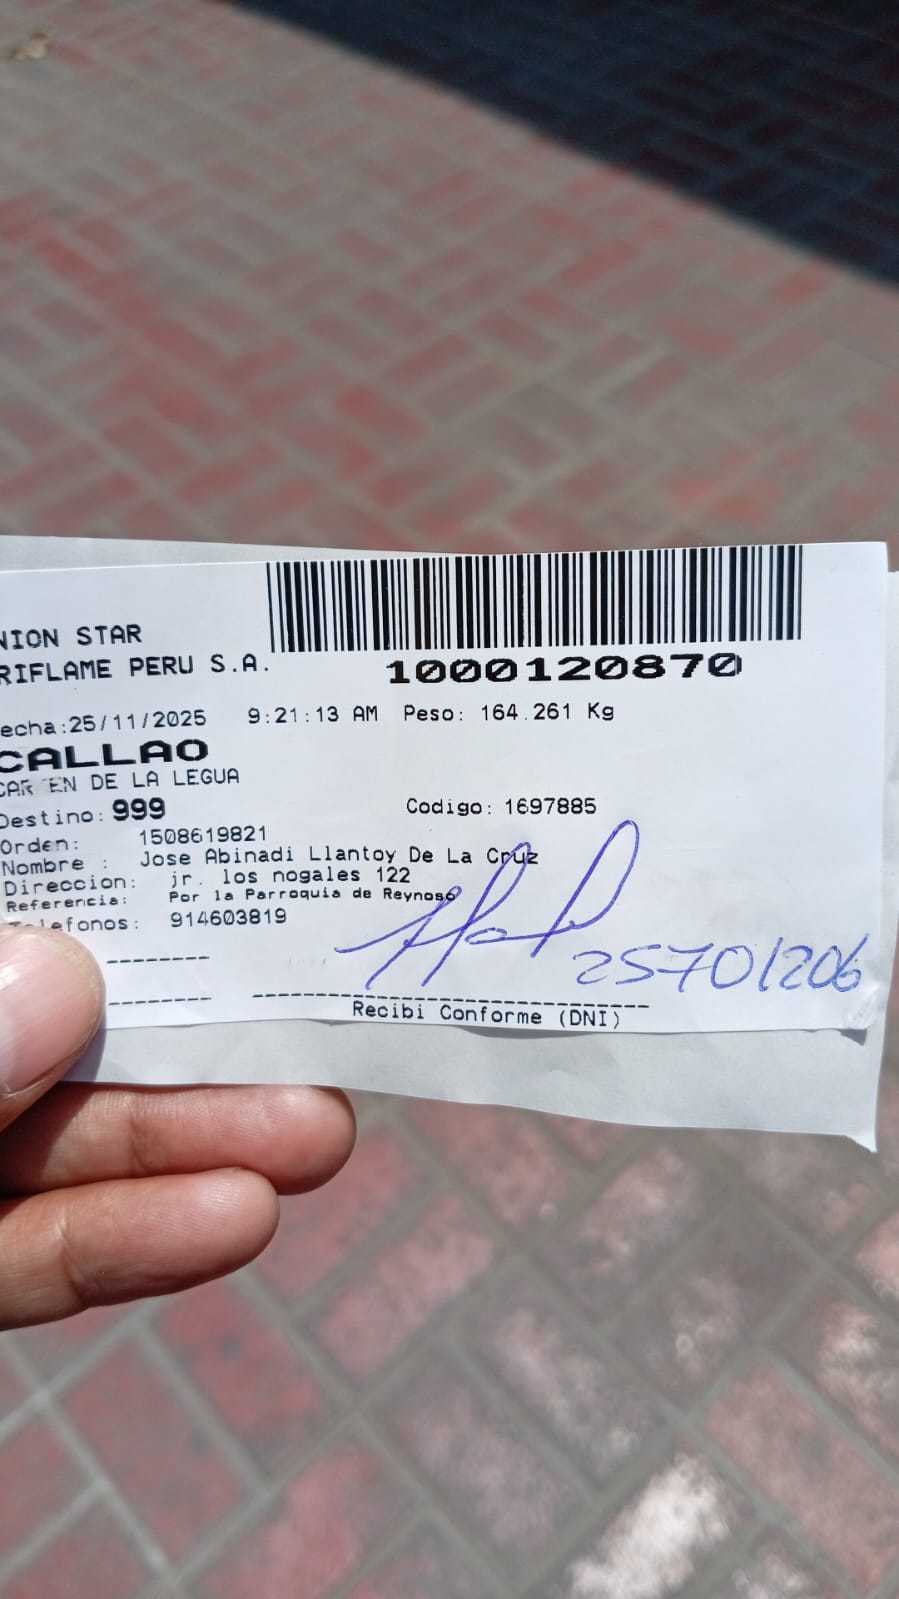 NION STAR
RIFLAME PERU S.A.
1000120870
echa:25/11/2025 9:21:13 AM Peso: 164.261 Kg
CALLAO
CAR EN DE LA LEGUA
Destino: 999 Codigo: 1697885
Orden: 1508619821
Nombre : Jose Abinadi Llantoy De La Cruz
Direccion: jr. los nogales 122
Referencia: Por la Parroquia de Reynoso
lefonos: 914603819
25701206
Recibi Conforme (DNI)